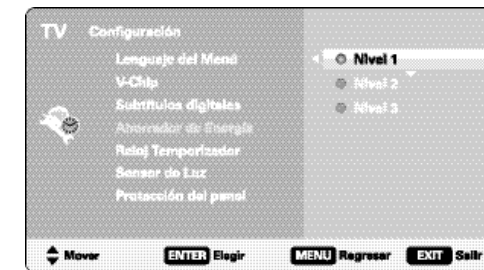 TV Configuración
Lenguaje del Menú
V-Chip
Subtítulos digitales
Ahorrador de Energía
Reloj Temporizador
Sensor de Luz
Protección del panel
Nivel 1
Nivel 2
Nivel 3
Mover ENTER Elegir MENU Regresar EXIT Salir